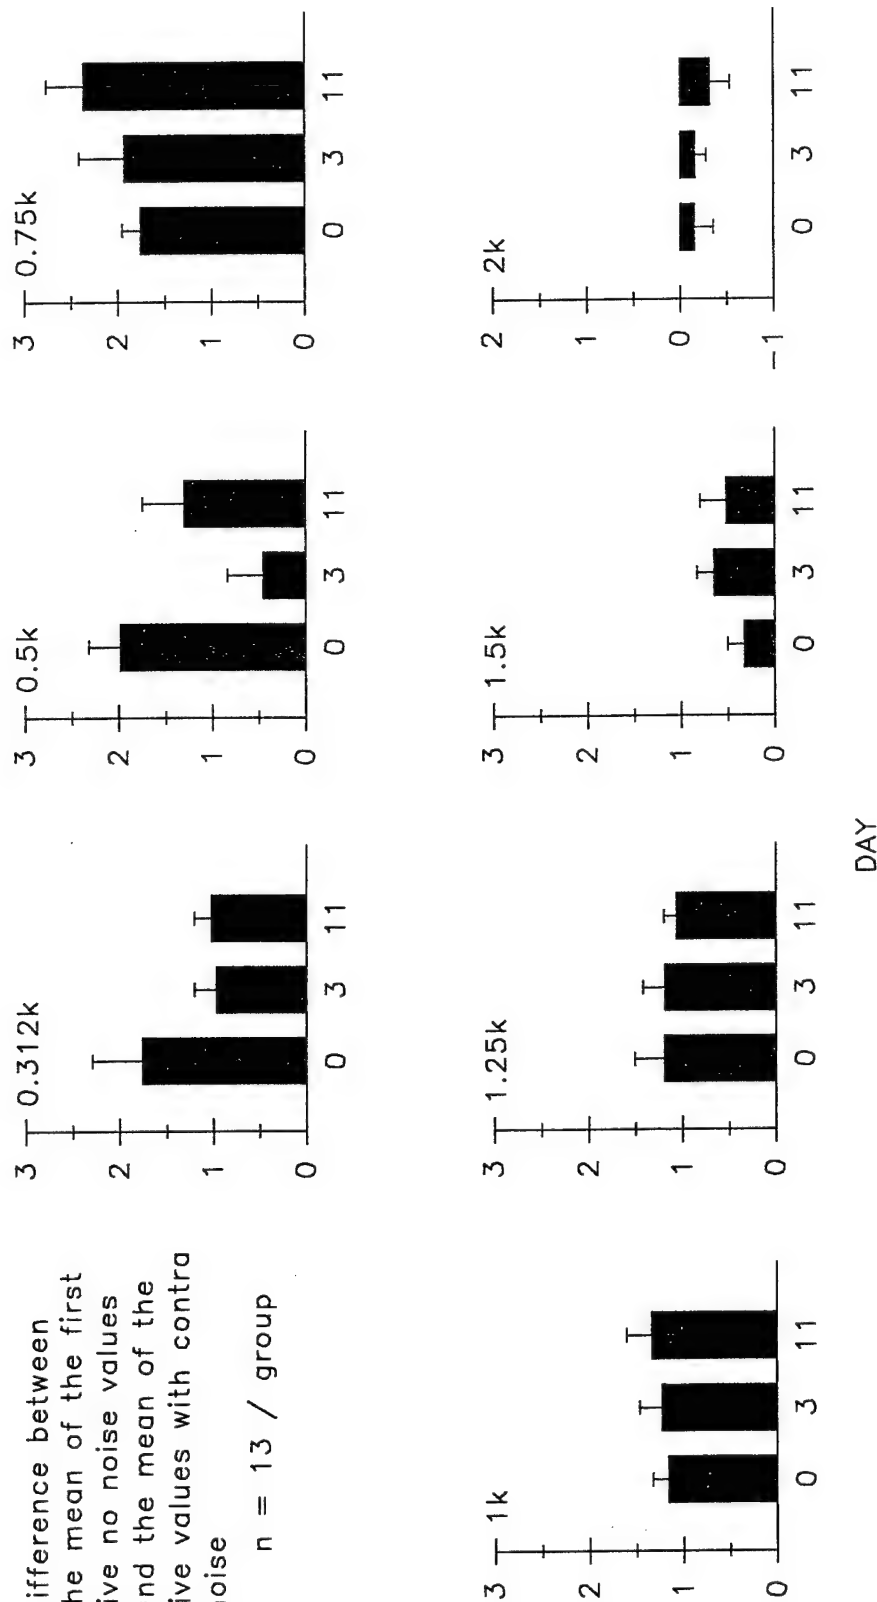 ifference between
he mean of the first
ive no noise values
nd the mean of the
ive values with contra
noise
n = 13 / group
0.312k
3
2
1
0
0 3 11
0.5k
3
2
1
0
0 3 11
0.75k
3
2
1
0
0 3 11
1k
3
2
1
0
0 3 11
1.25k
3
2
1
0
0 3 11
1.5k
3
2
1
0
0 3 11
2k
2
1
0
-1
0 3 11
DAY